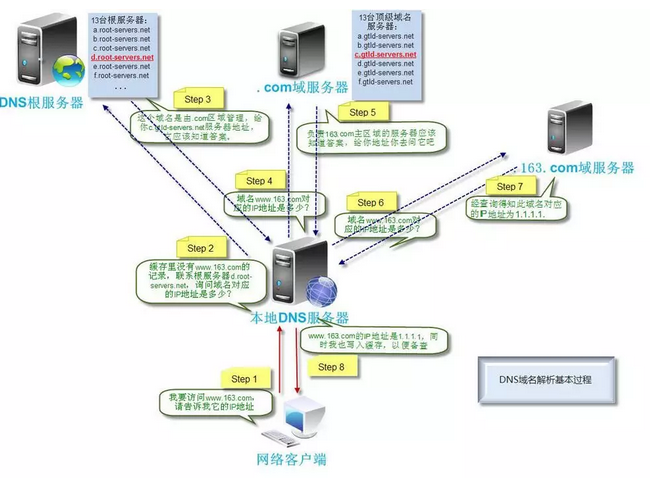 13台根服务器：
a.root-servers.net
b.root-servers.net
c.root-servers.net
d.root-servers.net
e.root-servers.net
f.root-servers.net
...
DNS根服务器
13台顶级域名
服务器：
a.gtld-servers.net
b.gtld-servers.net
c.gtld-servers.net
d.gtld-servers.net
e.gtld-servers.net
f.gtld-servers.net
.com域服务器
Step 3
这个域名是由.com区域管理，给
你c.gtld-servers.net服务器地址，
它应该知道答案。
Step 5
负责163.com主区域的服务器应该
知道答案，给你地址你去问它吧
.163.com域服务器
Step 4
域名www.163.com对
应的IP地址是多少？
Step 6
域名www.163.com对
应的IP地址是多少？
Step 7
经查询得知此域名对应
的IP地址为1.1.1.1.
Step 2
缓存里没有www.163.com的
记录，联系根服务器d.root-
servers.net，询问域名对应
的IP地址是多少？
本地DNS服务器
www.163.com的IP地址是1.1.1.1，同
时我也写入缓存，以便备查
Step 1
我要访问www.163.com，
请告诉我它的IP地址
Step 8
网络客户端
DNS域名解析基本过程